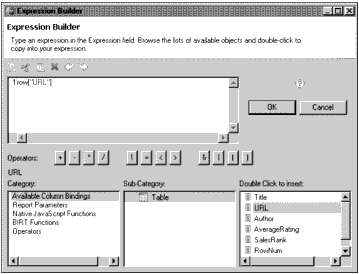 Expression Builder
Expression Builder
Type an expression in the Expression field. Browse the lists of available objects and double-click to
copy into your expression.
1row["URL"]
?
OK Cancel
Operators: + - * / ! = < > & | ( )
URL
Category: Sub-Category: Double Click to insert:
Available Column Bindings
Report Parameters
Native JavaScript Functions
BIRT Functions
Operators
Table
Title
URL
Author
AverageRating
SalesRank
RowNum